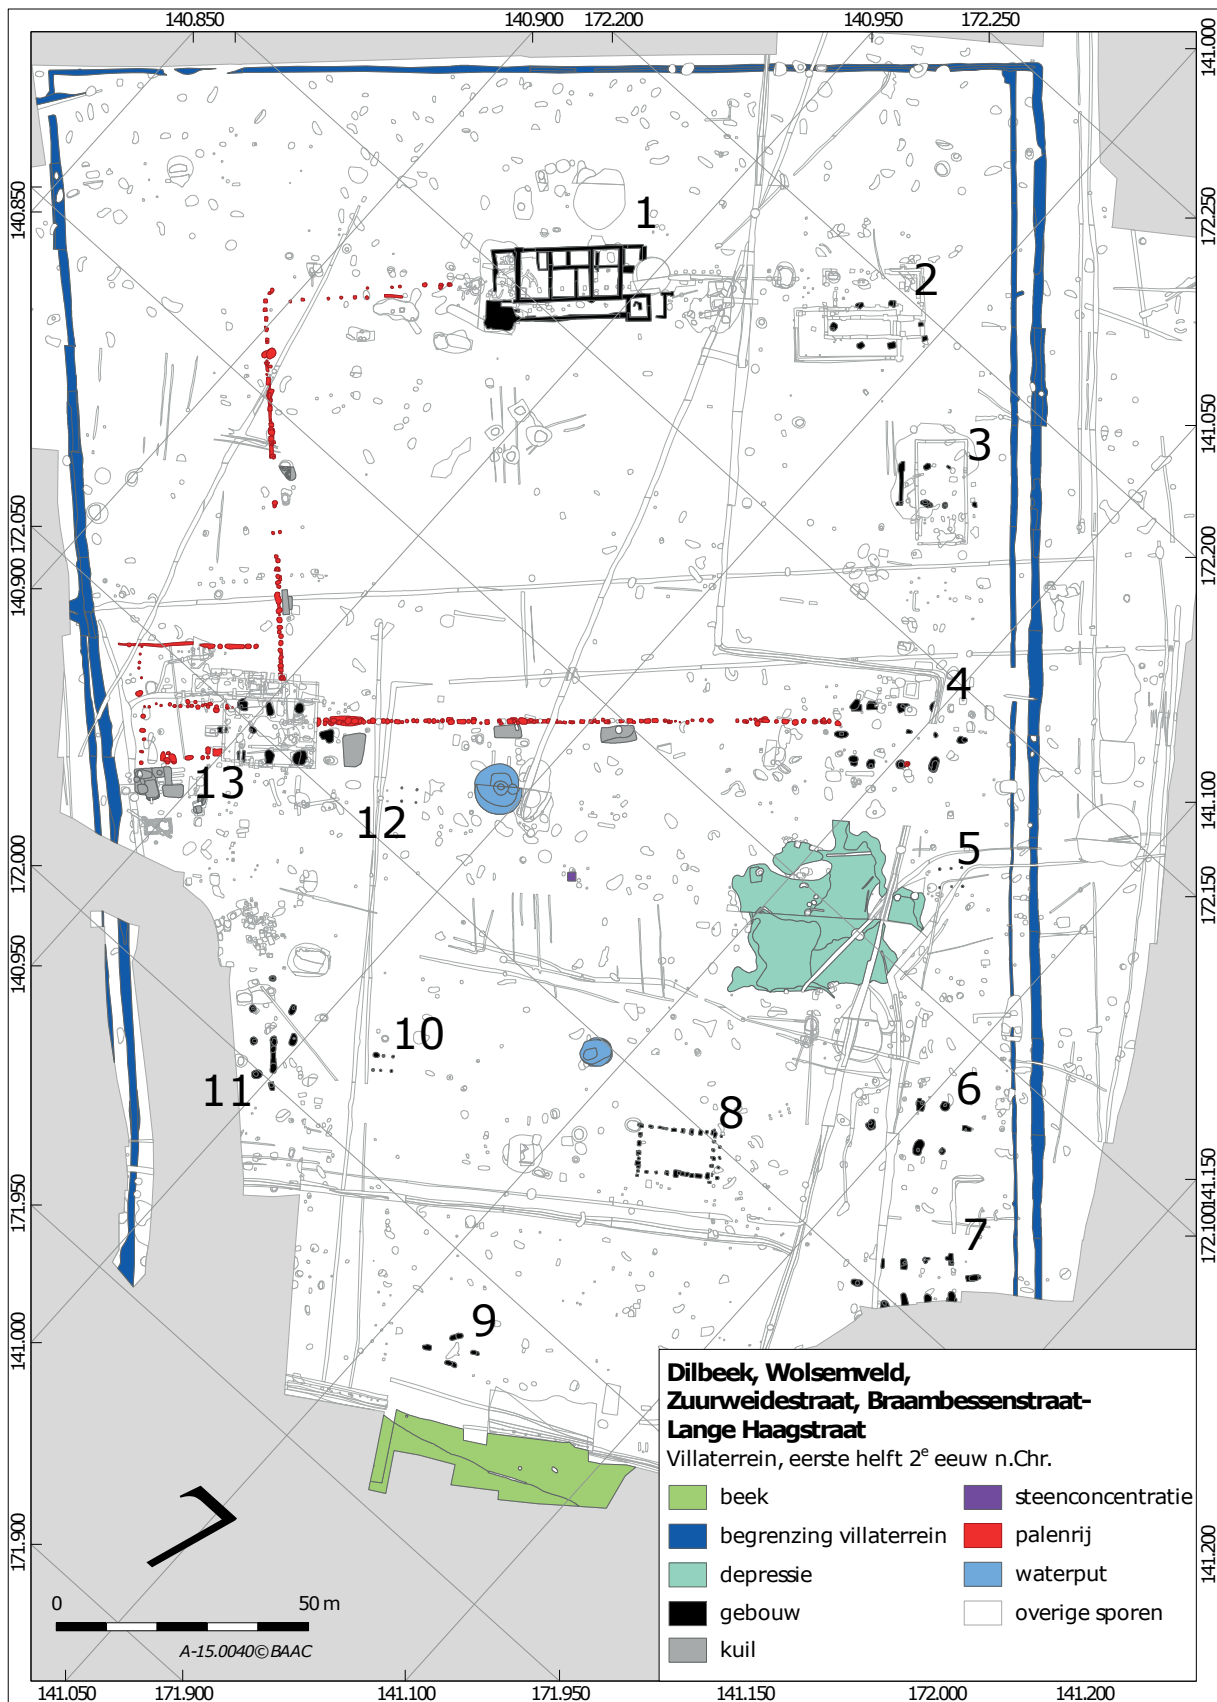 140.850
140.900
172.200
140.950
172.250
141.000
140.850
172.250
1
2
141.050
3
172.050
172.200
140.900
4
13
12
141.100
5
172.000
172.150
140.950
10
11
6
8
141.150
171.950
172.100
7
9
141.000
Dilbeek, Wolsemveld,
Zuurweidestraat, Braambessenstraat-
Lange Haagstraat
Villaterrein, eerste helft 2e eeuw n.Chr.
beek
steenconcentratie
begrenzing villaterrein
palenrij
depressie
waterput
gebouw
overige sporen
kuil
171.900
141.200
0
50 m
A-15.0040©BAAC
141.050
171.900
141.100
171.950
141.150
172.000
141.200